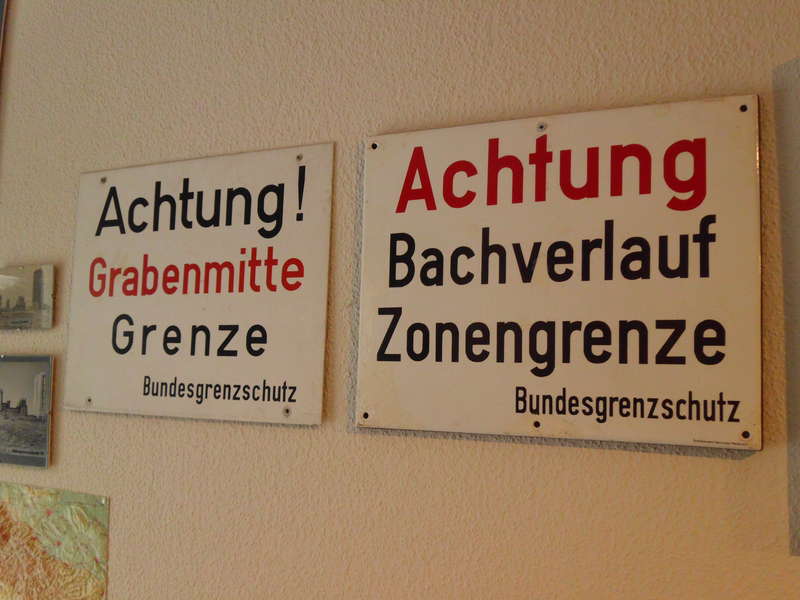 Achtung!
Grabenmitte
Grenze
Bundesgrenzschutz
Achtung
Bachverlauf
Zonengrenze
Bundesgrenzschutz